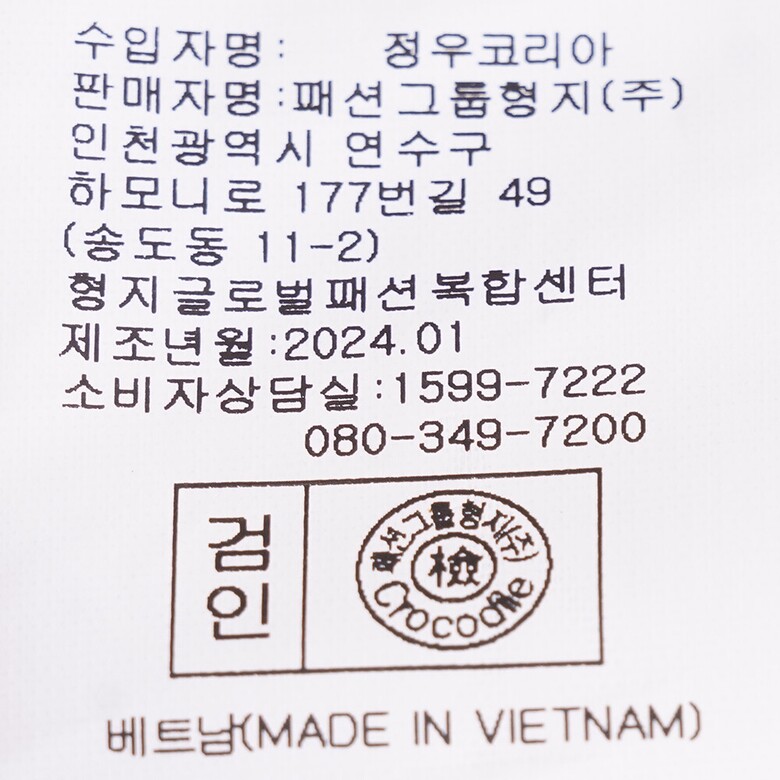 수입자명: 정우코리아
판매자명:패션그룹형지(주)
인천광역시 연수구
하모니로 177번길 49
(송도동 11-2)
형지글로벌패션복합센터
제조년월:2024.01
소비자상담실:1599-7222
080-349-7200
검인
패션그룹형지(주)
檢
Crocodile
베트남(MADE IN VIETNAM)